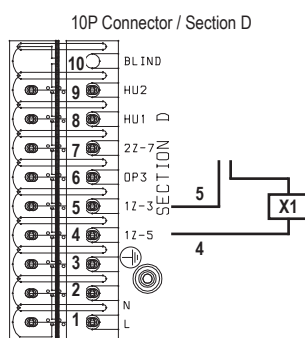 10P Connector / Section D
10 BLIND
9 HU2
8 HU1
7 2Z-7
6 OP3
5 1Z-3
4 1Z-5
3
2 N
1 L
SECTION D
5
X1
4